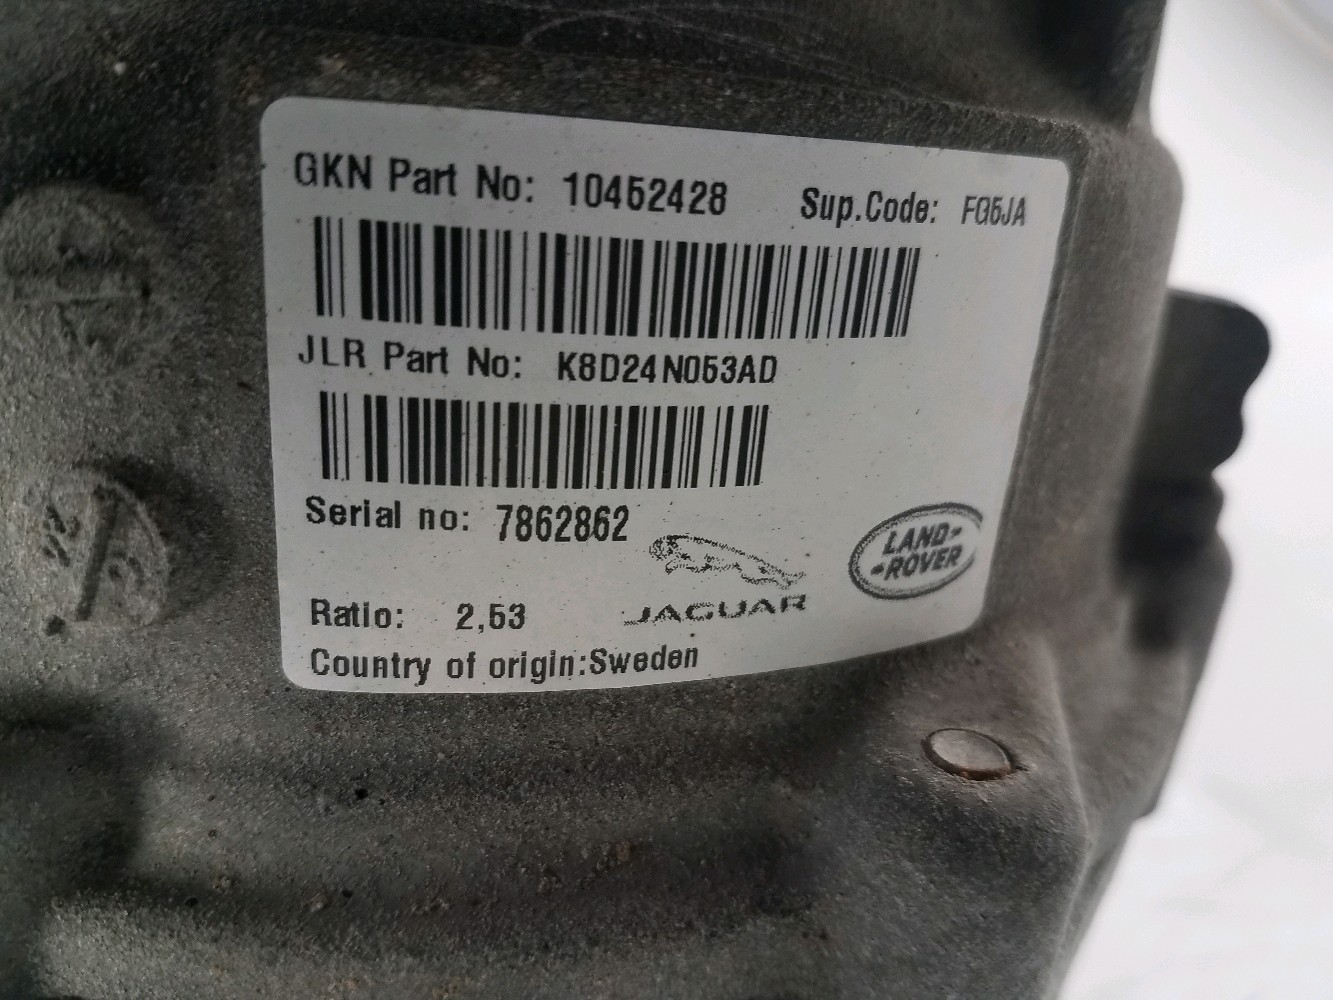 GKN Part No: 10452428 Sup.Code: FG5JA
JLR Part No: K8D24N053AD
Serial no: 7862862
JAGUAR
LAND-
-ROVER
Ratio: 2,53
Country of origin:Sweden